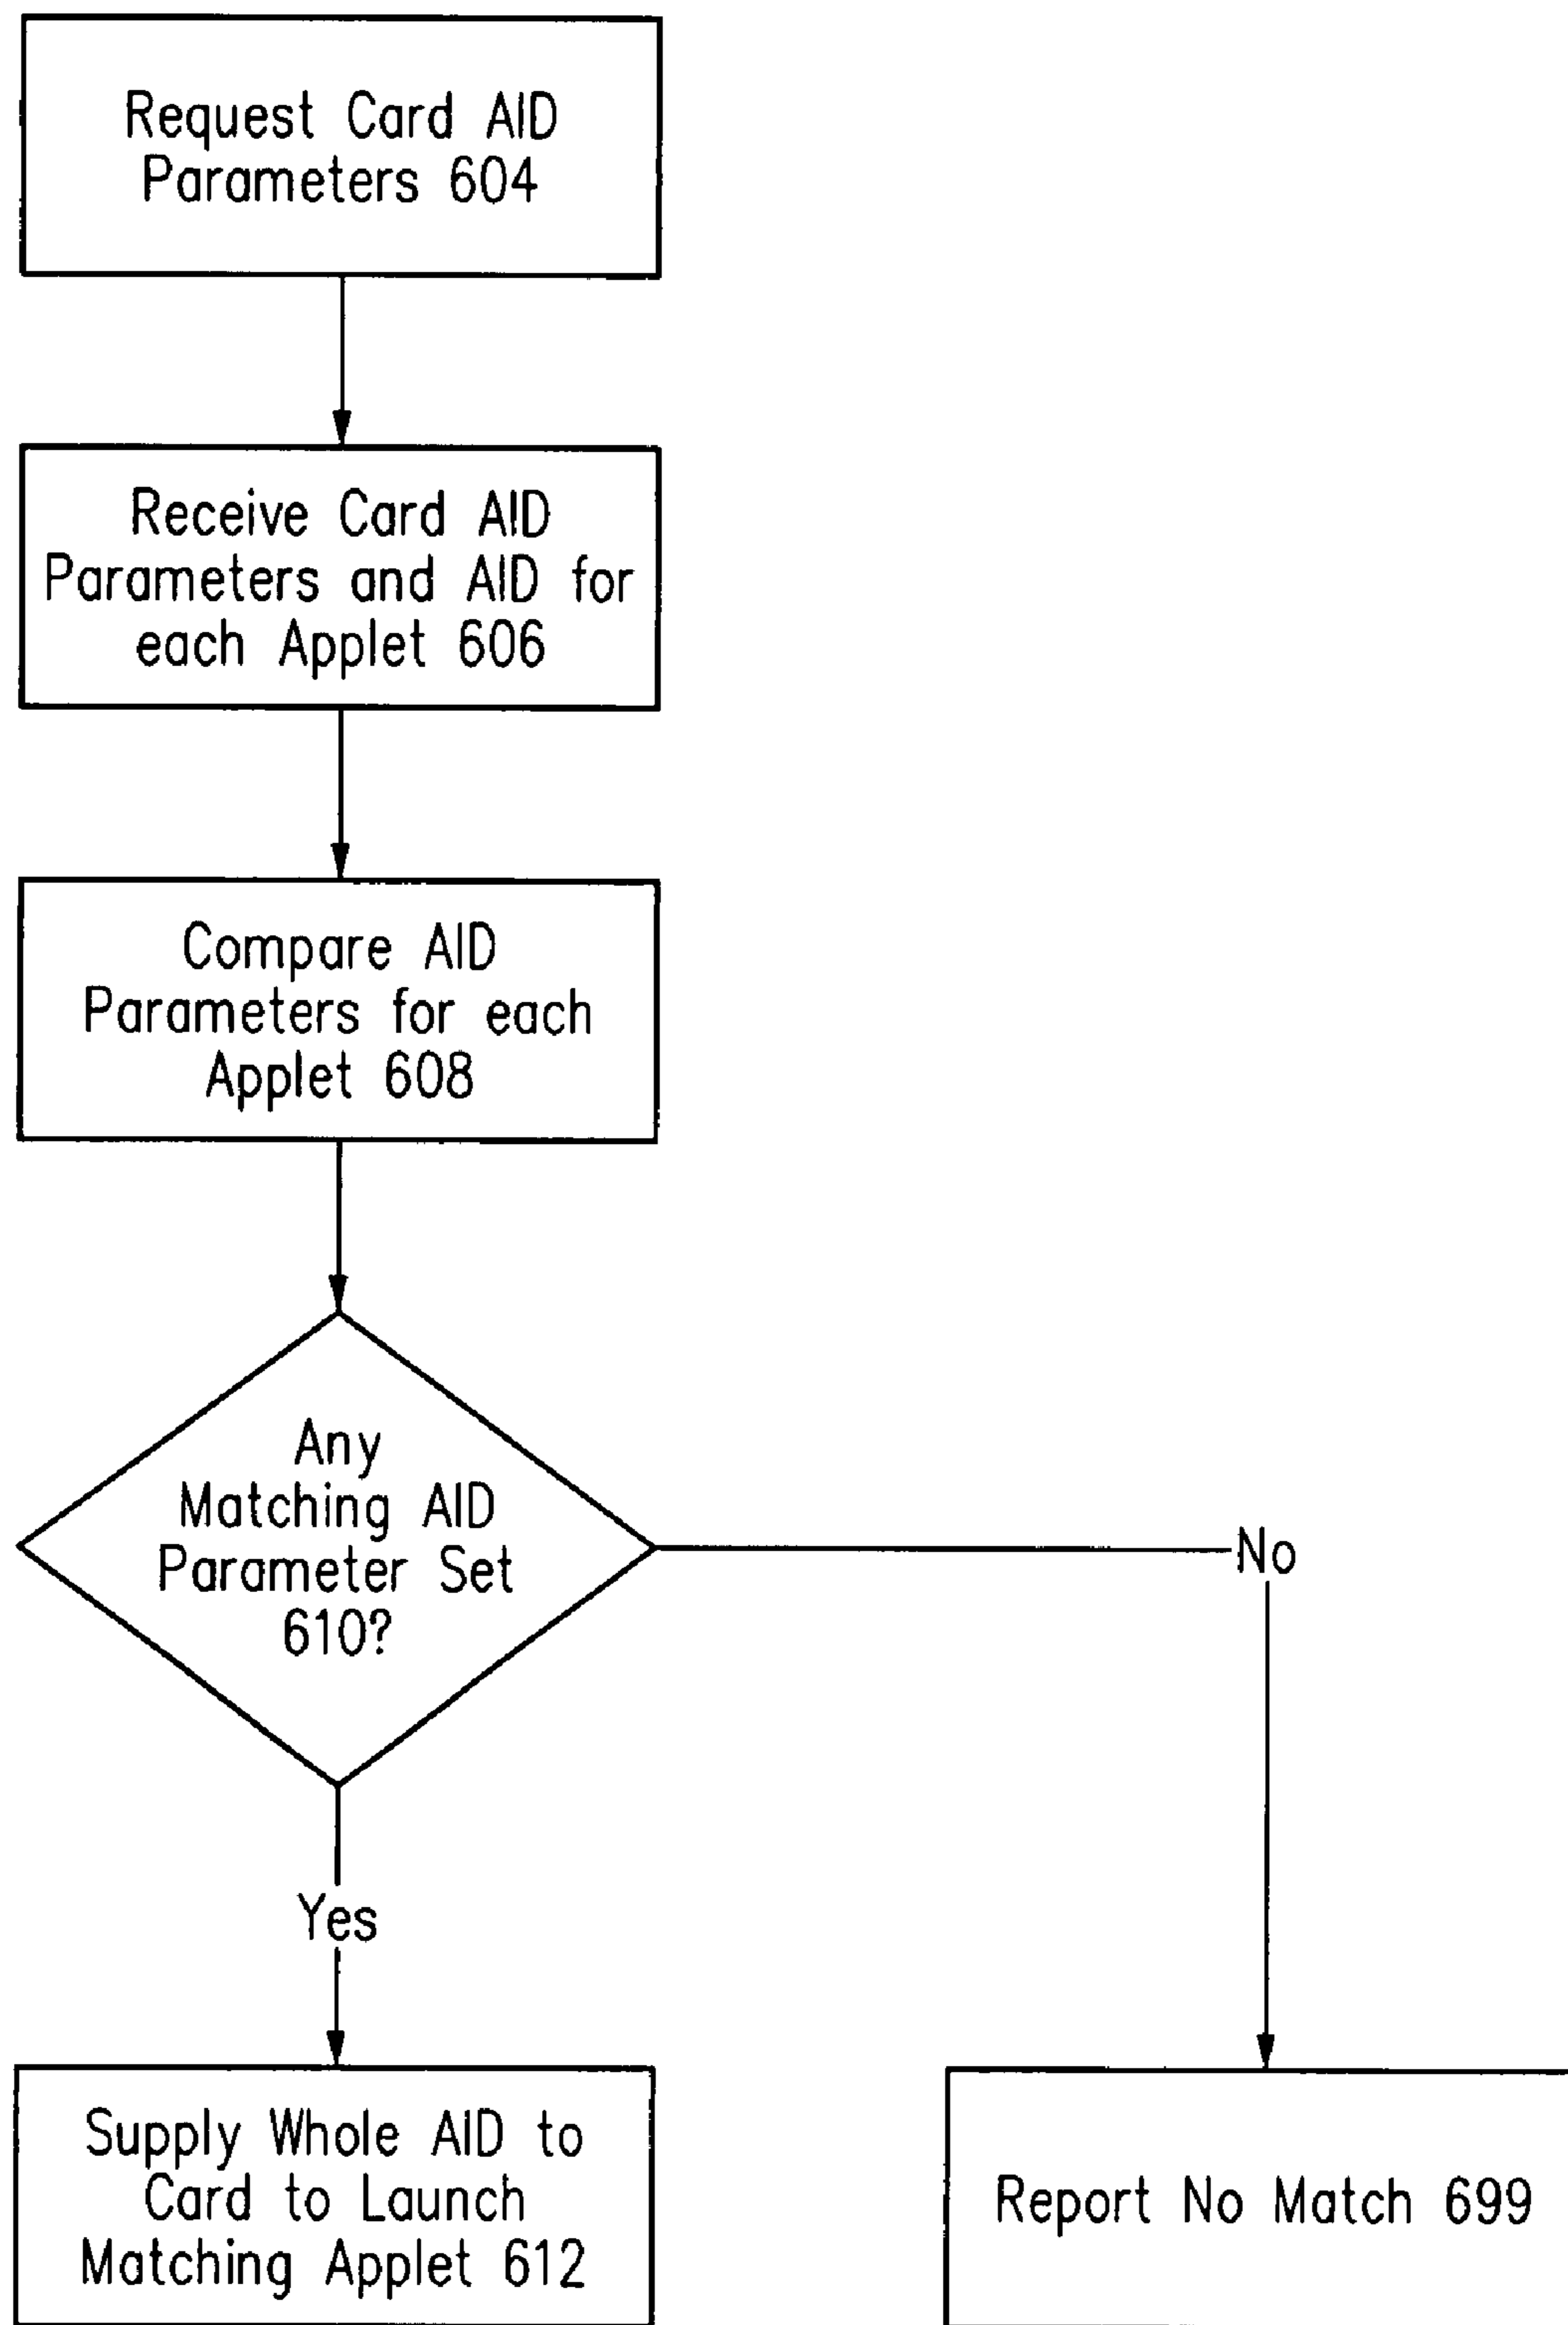 Request Card AID
Parameters 604
Receive Card AID
Parameters and AID for
each Applet 606
Compare AID
Parameters for each
Applet 608
Any
Matching AID
Parameter Set
610?
No
Yes
Supply Whole AID to
Card to Launch
Matching Applet 612
Report No Match 699